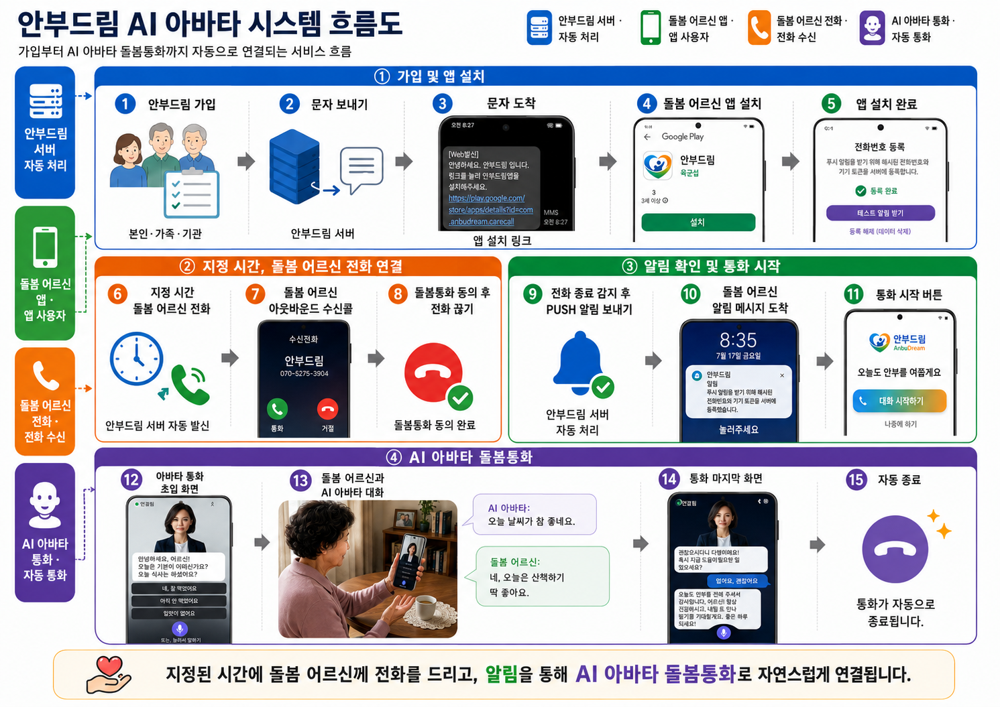 안부드림 AI 아바타 시스템 흐름도
가입부터 AI 아바타 돌봄통화까지 자동으로 연결되는 서비스 흐름
안부드림 서버 ·
자동 처리
돌봄 어르신 앱 ·
앱 사용자
돌봄 어르신 전화 ·
전화 수신
AI 아바타 통화 ·
자동 통화
안부드림
서버
자동 처리
돌봄 어르신
앱 ·
앱 사용자
돌봄 어르신
전화 ·
전화 수신
AI 아바타
통화 ·
자동 통화
① 가입 및 앱 설치
1 안부드림 가입
본인 · 가족 · 기관
2 문자 보내기
안부드림 서버
3 문자 도착
오전 8:27
[Web발신]
안녕하세요. 안부드림 입니다.
링크를 눌러 안부드림앱을
설치해주세요.
https://play.google.com/
store/apps/details?id=com
.anbudream.carecall
MMS
오전 8:27
앱 설치 링크
4 돌봄 어르신 앱 설치
Google Play
안부드림
육군섭
3
3세 이상
설치
5 앱 설치 완료
전화번호 등록
푸시 알림을 받기 위해 해시된 전화번호와
기기 토큰을 서버에 등록합니다.
등록 완료
테스트 알림 받기
등록 해제 (데이터 삭제)
② 지정 시간, 돌봄 어르신 전화 연결
6 지정 시간
돌봄 어르신 전화
안부드림 서버 자동 발신
7 돌봄 어르신
아웃바운드 수신콜
수신전화
안부드림
070-5275-3904
통화
거절
8 돌봄통화 동의 후
전화 끊기
돌봄통화 동의 완료
③ 알림 확인 및 통화 시작
9 전화 종료 감지 후
PUSH 알림 보내기
안부드림 서버
자동 처리
10 돌봄 어르신
알림 메시지 도착
8:35
7월 17일 금요일
안부드림
알림
푸시 알림을 받기 위해 해시된
전화번호와 기기 토큰을 서버에
등록했습니다.
눌러주세요
11 통화 시작 버튼
안부드림
AnbuDream
오늘도 안부를 여쭙게요
대화 시작하기
나중에 하기
④ AI 아바타 돌봄통화
12 아바타 통화
초입 화면
연결됨
안녕하세요, 어르신!
오늘은 기분이 어떠신가요?
오늘 식사는 하셨어요?
네, 잘 먹었어요
아직 안 먹었어요
입맛이 없어요
또는, 눌러서 말하기
13 돌봄 어르신과
AI 아바타 대화
AI 아바타:
오늘 날씨가 참 좋네요.
돌봄 어르신:
네, 오늘은 산책하기
딱 좋아요.
14 통화 마지막 화면
연결됨
괜찮으시다니 다행이에요!
혹시 지금 도움이 필요한 일
있으세요?
없어요, 괜찮아요
오늘도 안부를 전해 주셔서
감사합니다, 어르신! 항상
15 자동 종료
통화가 자동으로
종료됩니다.
지정된 시간에 돌봄 어르신께 전화를 드리고, 알림을 통해 AI 아바타 돌봄통화로 자연스럽게 연결됩니다.